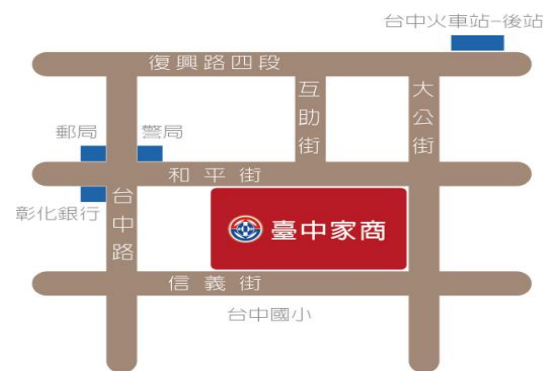 台中火車站-後站
復興路四段
互助街
大公街
郵局
警局
和平街
彰化銀行
台中路
臺中家商
信義街
台中國小